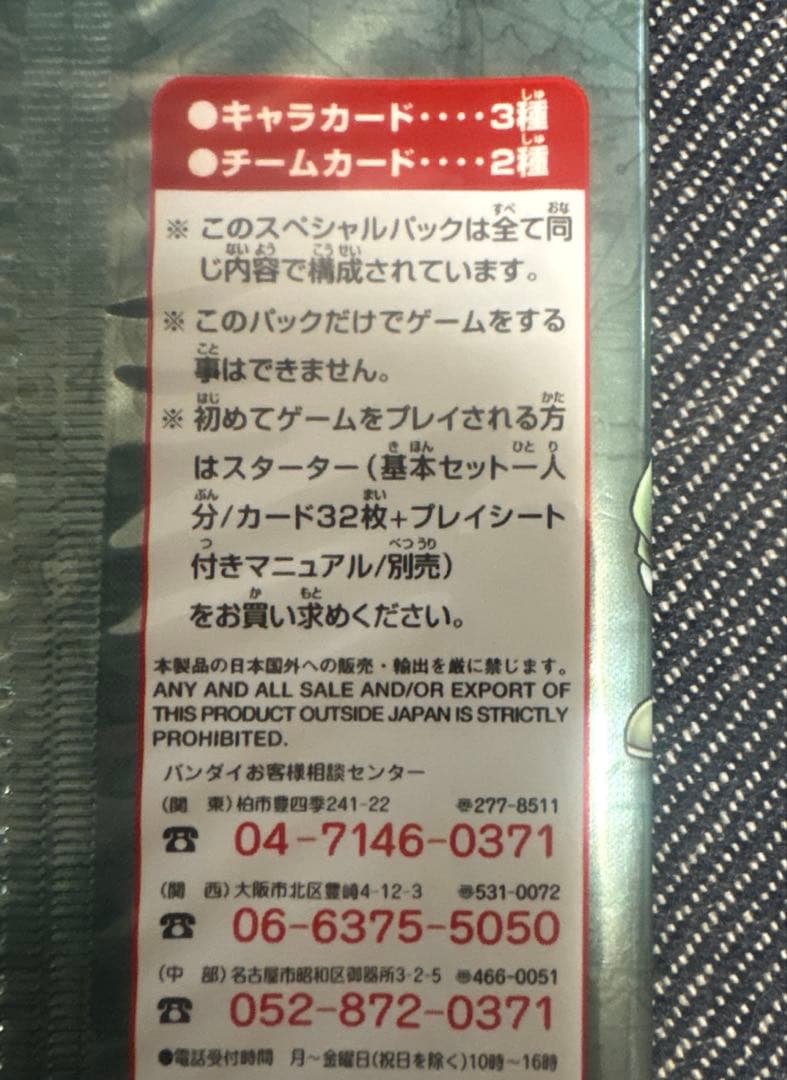 ●キャラカード････3種
●チームカード････2種
※ このスペシャルパックは全て同
じ内容で構成されています。
※ このパックだけでゲームをする
事はできません。
※ 初めてゲームをプレイされる方
はスターター(基本セット一人
分/カード32枚+プレイシート
付きマニュアル/別売)
をお買い求めください。
本製品の日本国外への販売・輸出を厳に禁じます。
ANY AND ALL SALE AND/OR EXPORT OF
THIS PRODUCT OUTSIDE JAPAN IS STRICTLY
PROHIBITED.
バンダイお客様相談センター
(関 東)柏市豊四季241-22 〠277-8511
☎ 04-7146-0371
(関 西)大阪市北区豊崎4-12-3 〠531-0072
☎ 06-6375-5050
(中 部)名古屋市昭和区御器所3-2-5 〠466-0051
☎ 052-872-0371
●電話受付時間 月～金曜日(祝日を除く)10時～16時